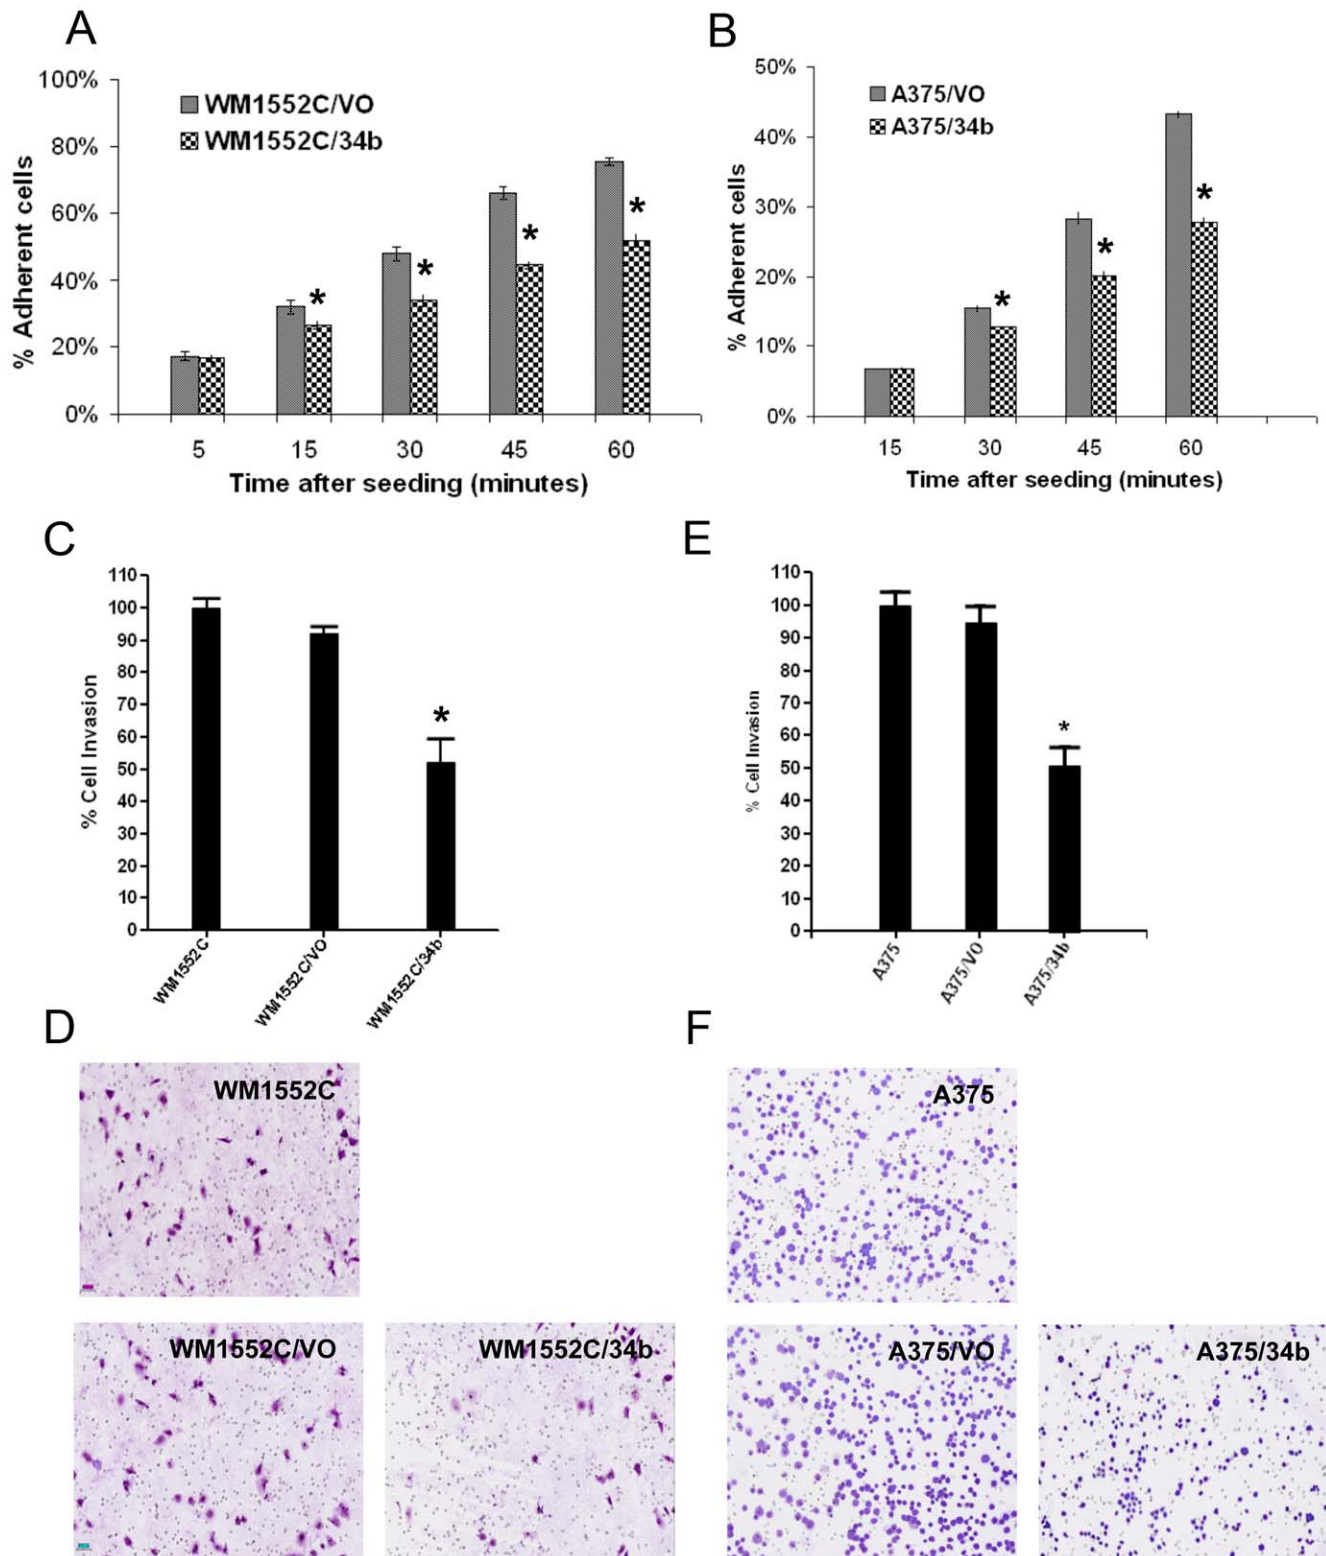 A
100%
80%
60%
40%
20%
0%
% Adherent cells
WM1552C/VO
WM1552C/34b
*
*
*
*
5 15 30 45 60
Time after seeding (minutes)
B
50%
40%
30%
20%
10%
0%
% Adherent cells
A375/VO
A375/34b
*
*
*
15 30 45 60
Time after seeding (minutes)
C
110
100
90
80
70
60
50
40
30
20
10
0
% Cell Invasion
*
WM1552C
WM1552C/VO
WM1552C/34b
E
110
100
90
80
70
60
50
40
30
20
10
0
% Cell Invasion
*
A375
A375/VO
A375/34b
D
WM1552C
WM1552C/VO
WM1552C/34b
F
A375
A375/VO
A375/34b